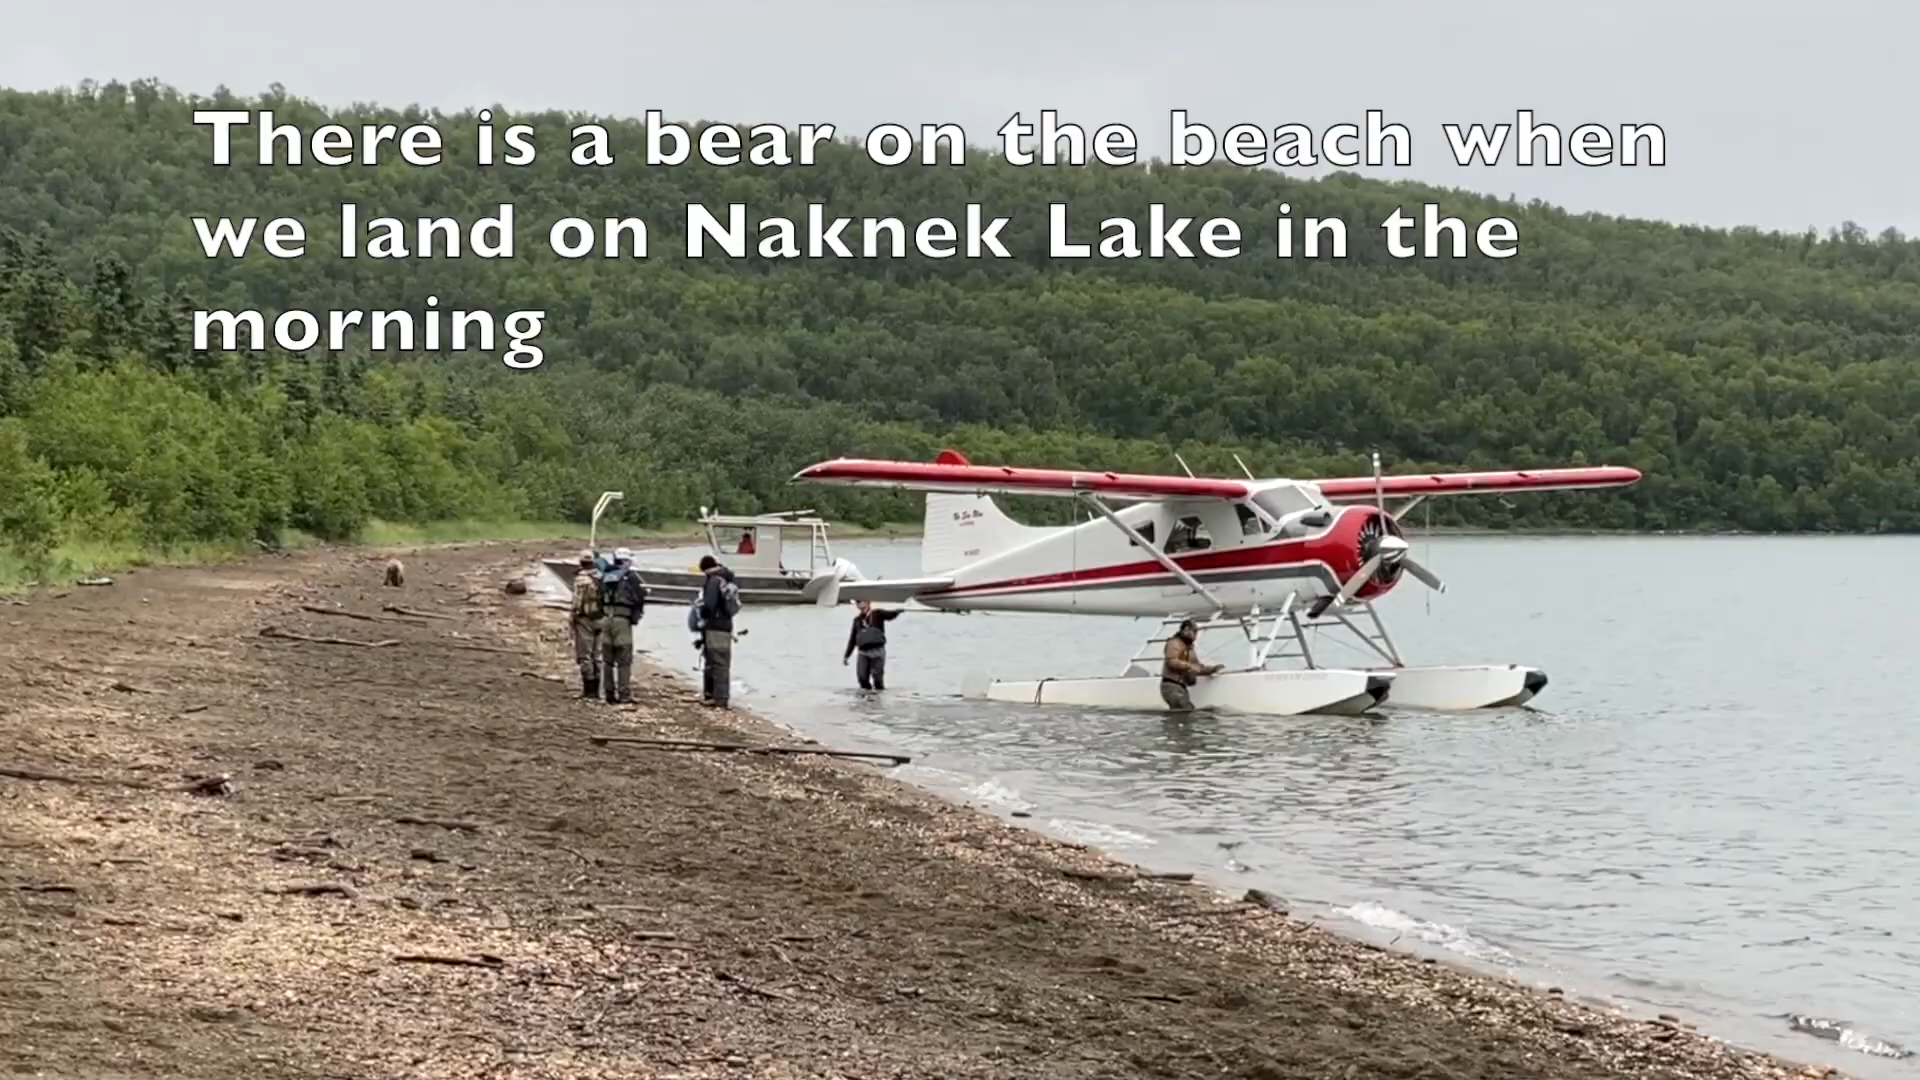 There is a bear on the beach when
we land on Naknek Lake in the
morning